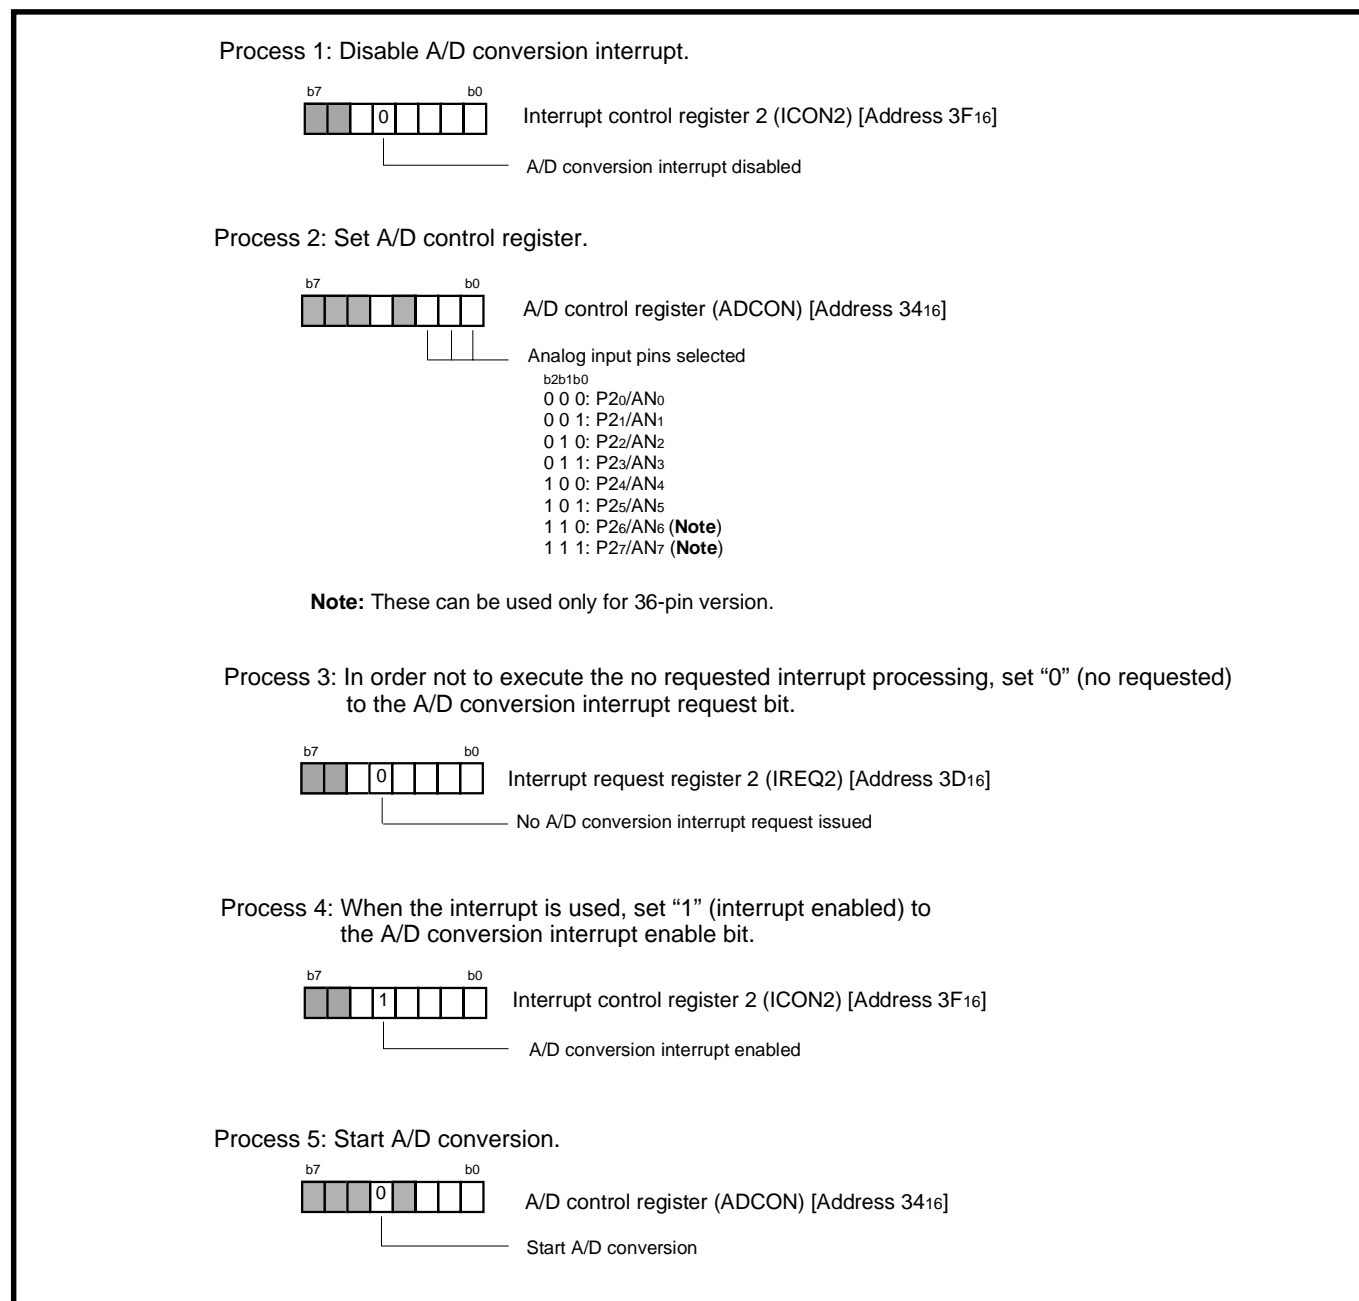 Process 1: Disable A/D conversion interrupt.
b7 b0
0 Interrupt control register 2 (ICON2) [Address 3F16]
A/D conversion interrupt disabled
Process 2: Set A/D control register.
b7 b0
A/D control register (ADCON) [Address 3416]
Analog input pins selected
b2b1b0
0 0 0: P20/AN0
0 0 1: P21/AN1
0 1 0: P22/AN2
0 1 1: P23/AN3
1 0 0: P24/AN4
1 0 1: P25/AN5
1 1 0: P26/AN6 (Note)
1 1 1: P27/AN7 (Note)
Note: These can be used only for 36-pin version.
Process 3: In order not to execute the no requested interrupt processing, set “0” (no requested)
to the A/D conversion interrupt request bit.
b7 b0
0 Interrupt request register 2 (IREQ2) [Address 3D16]
No A/D conversion interrupt request issued
Process 4: When the interrupt is used, set “1” (interrupt enabled) to
the A/D conversion interrupt enable bit.
b7 b0
1 Interrupt control register 2 (ICON2) [Address 3F16]
A/D conversion interrupt enabled
Process 5: Start A/D conversion.
b7 b0
0 A/D control register (ADCON) [Address 3416]
Start A/D conversion